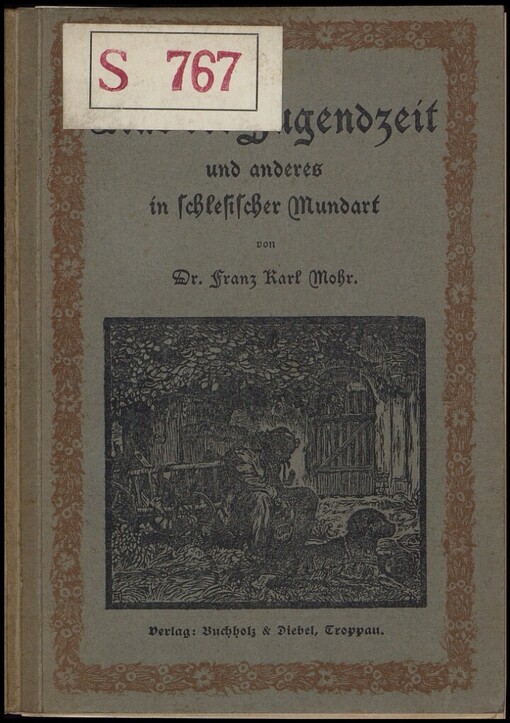 S 767
Jugendzeit
und anderes
in schlesischer Mundart
von
Dr. Franz Karl Mohr.
Verlag: Buchholz & Diebel, Troppau.